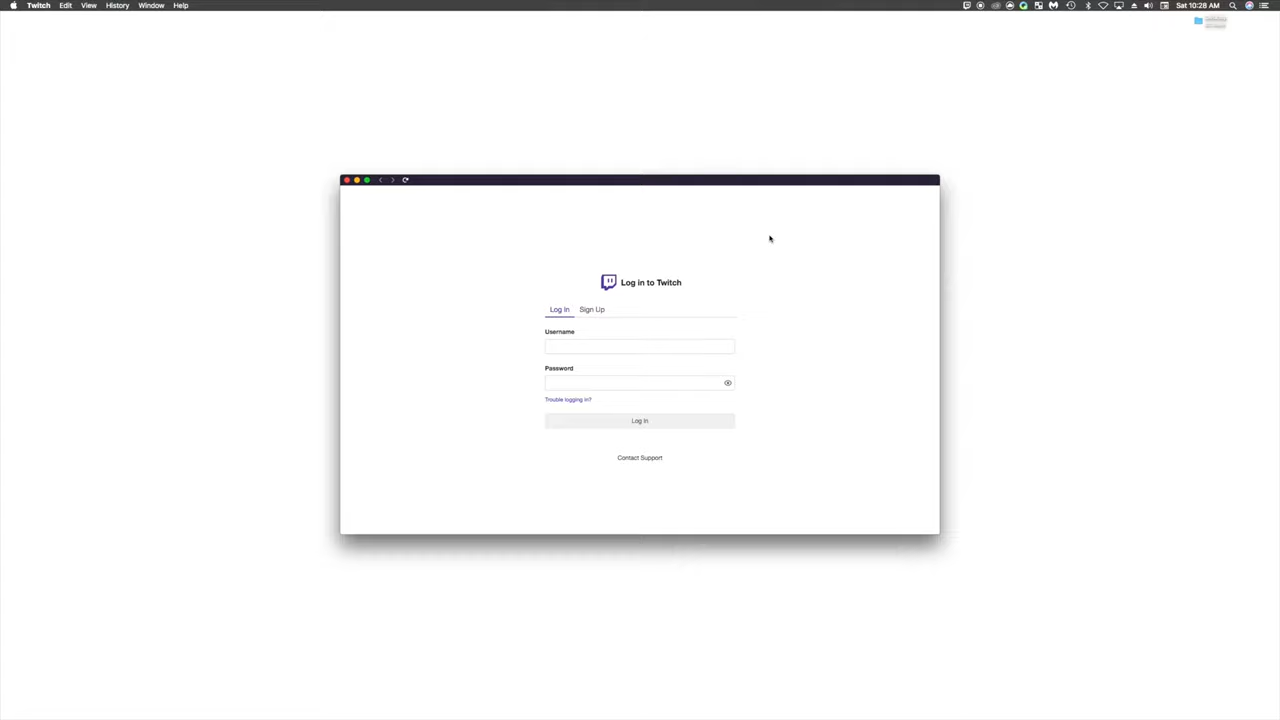 Twitch Edit View History Window Help
Sat 10:28 AM
Log in to Twitch
Log In Sign Up
Username
Password
Trouble logging in?
Log In
Contact Support